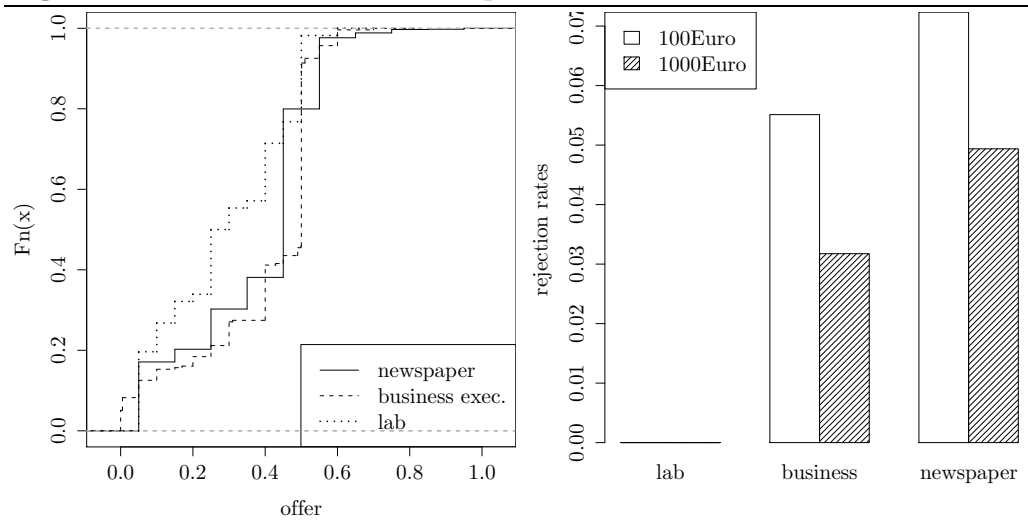 Fn(x)
1.0
0.8
0.6
0.4
0.2
0.0
newspaper
business exec.
lab
0.0 0.2 0.4 0.6 0.8 1.0
offer
rejection rates
0.07
0.06
0.05
0.04
0.03
0.02
0.01
0.00
100Euro
1000Euro
lab business newspaper